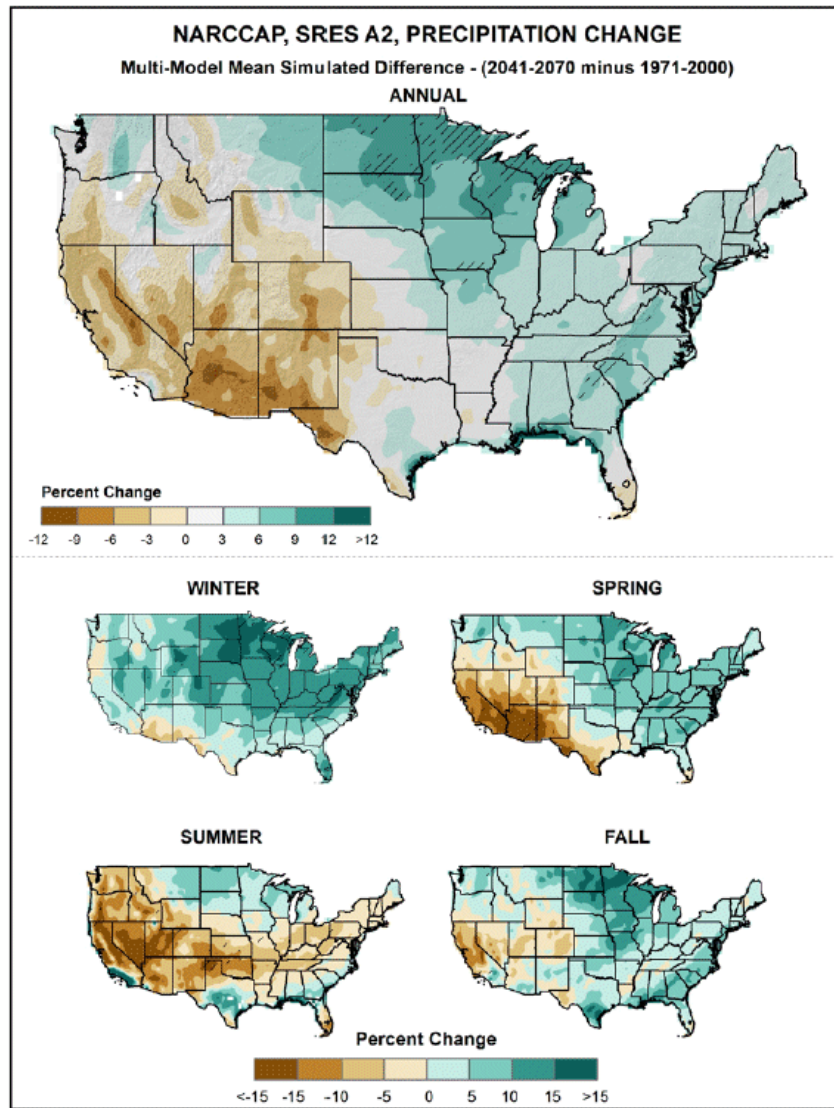 NARCCAP, SRES A2, PRECIPITATION CHANGE
Multi-Model Mean Simulated Difference - (2041-2070 minus 1971-2000)
ANNUAL
Percent Change
-12 -9 -6 -3 0 3 6 9 12 >12
WINTER SPRING
SUMMER FALL
Percent Change
<-15 -15 -10 -5 0 5 10 15 >15